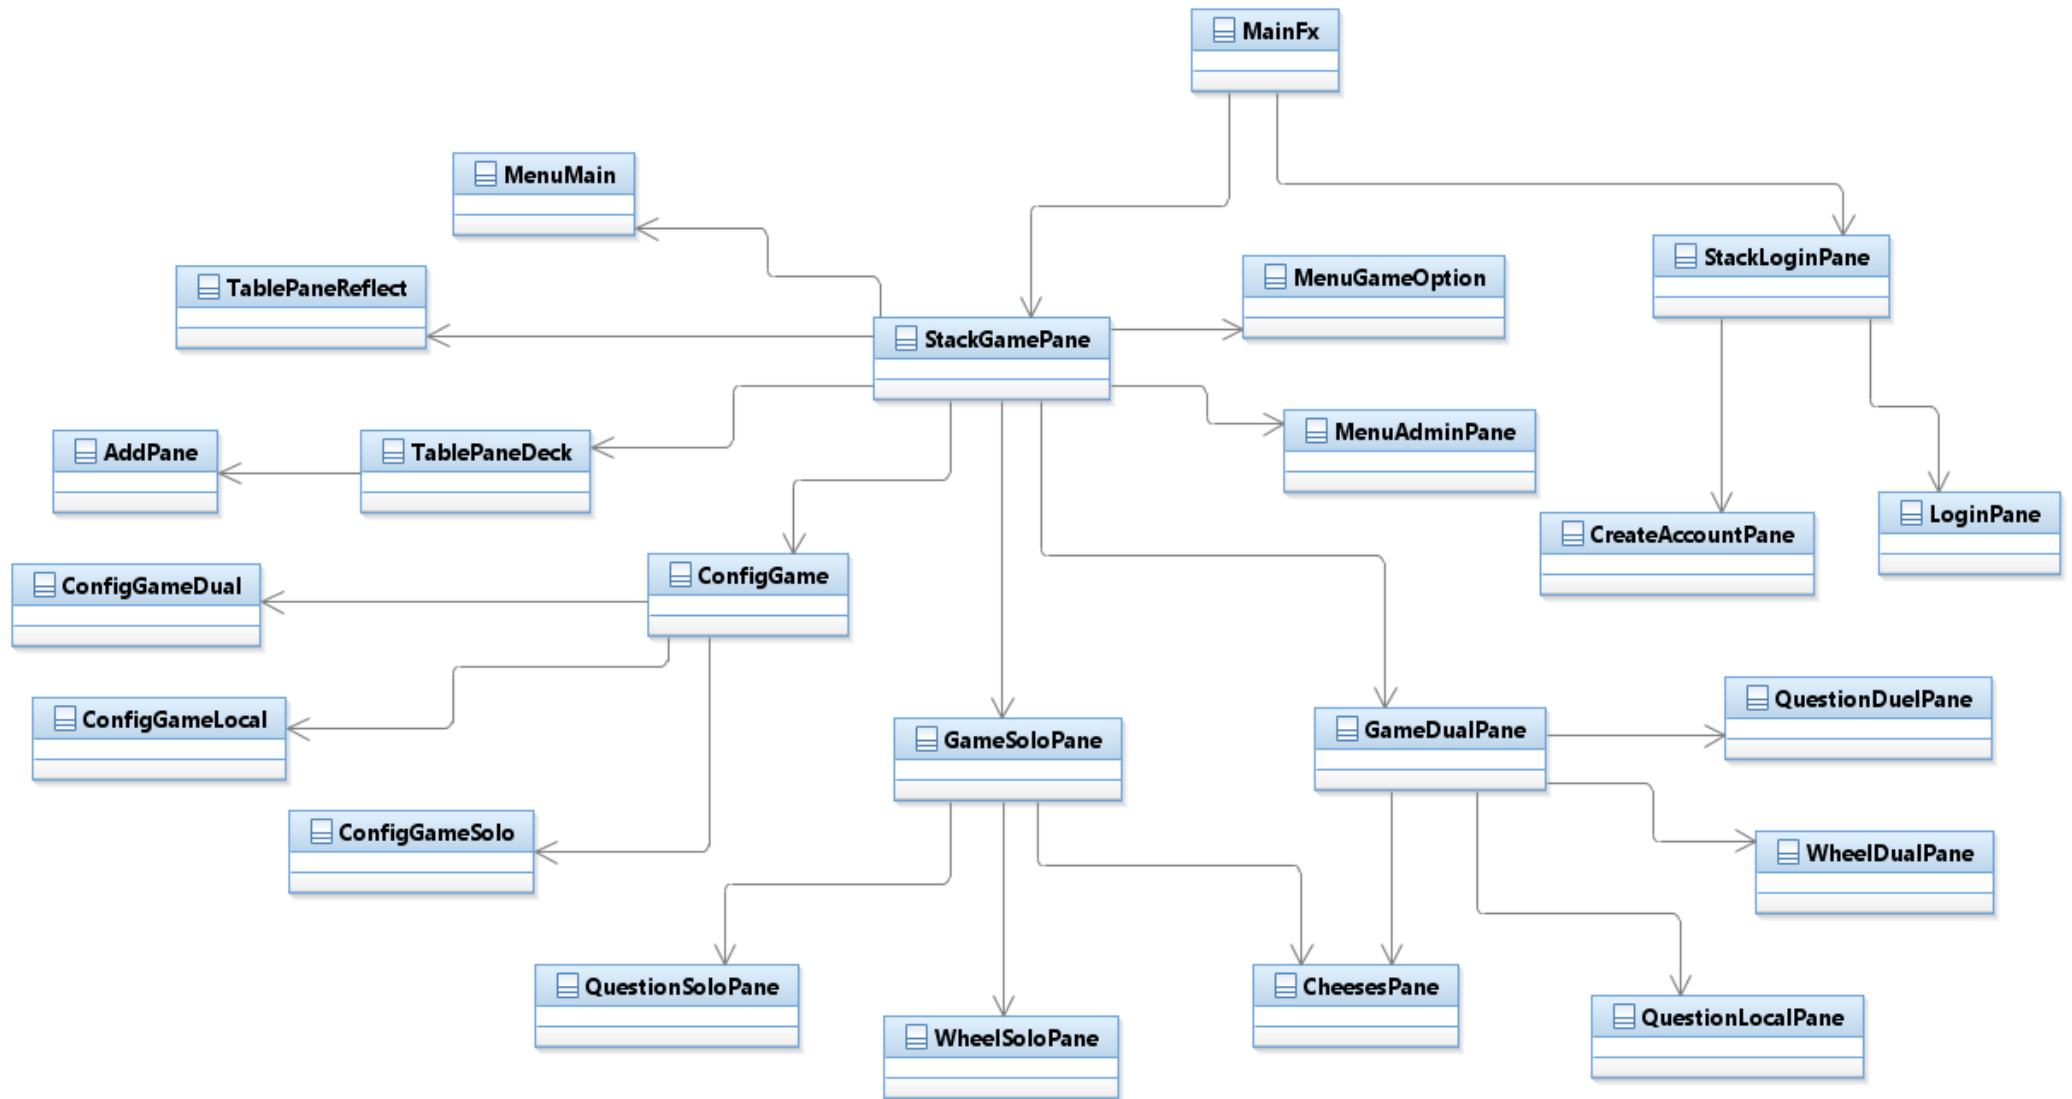 MainFx
MenuMain
StackLoginPane
TablePaneReflect
MenuGameOption
StackGamePane
AddPane
TablePaneDeck
MenuAdminPane
LoginPane
CreateAccountPane
ConfigGameDual
ConfigGame
ConfigGameLocal
QuestionDuelPane
GameSoloPane
GameDualPane
ConfigGameSolo
WheelDualPane
QuestionSoloPane
CheesesPane
WheelSoloPane
QuestionLocalPane